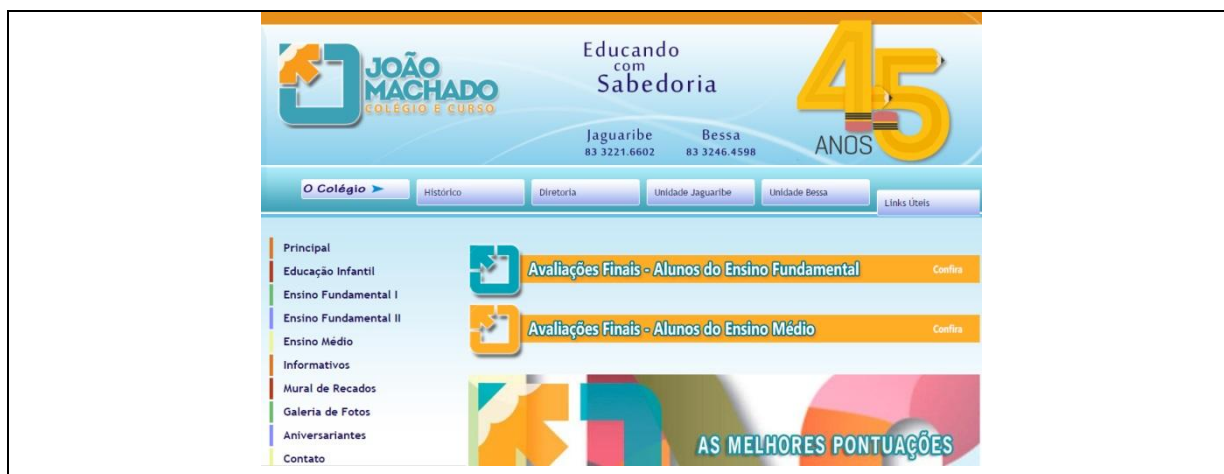 JOÃO
MACHADO
COLÉGIO E CURSO
Educando
com
Sabedoria
Jaguaribe Bessa
83 3221.6602 83 3246.4598
45
ANOS
O Colégio Histórico Diretoria Unidade Jaguaribe Unidade Bessa Links Úteis
Principal
Educação Infantil
Ensino Fundamental I
Ensino Fundamental II
Ensino Médio
Informativos
Mural de Recados
Galeria de Fotos
Aniversariantes
Contato
Avaliações Finais - Alunos do Ensino Fundamental Confira
Avaliações Finais - Alunos do Ensino Médio Confira
AS MELHORES PONTUAÇÕES